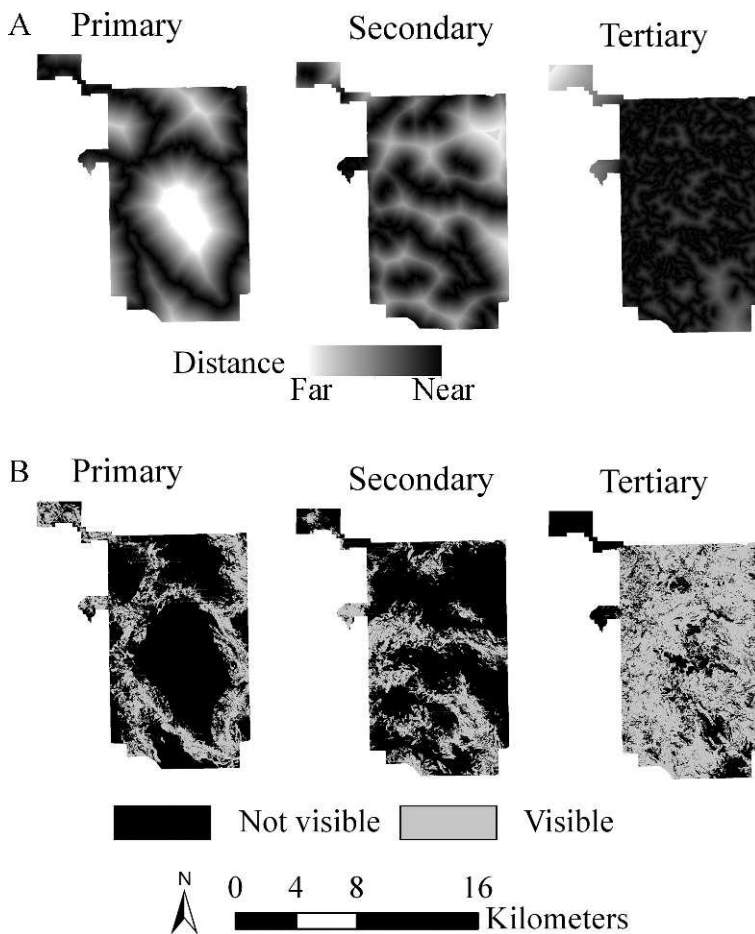 A
Primary
Secondary
Tertiary
Distance
Far Near
B
Primary
Secondary
Tertiary
Not visible Visible
N
0 4 8 16
Kilometers